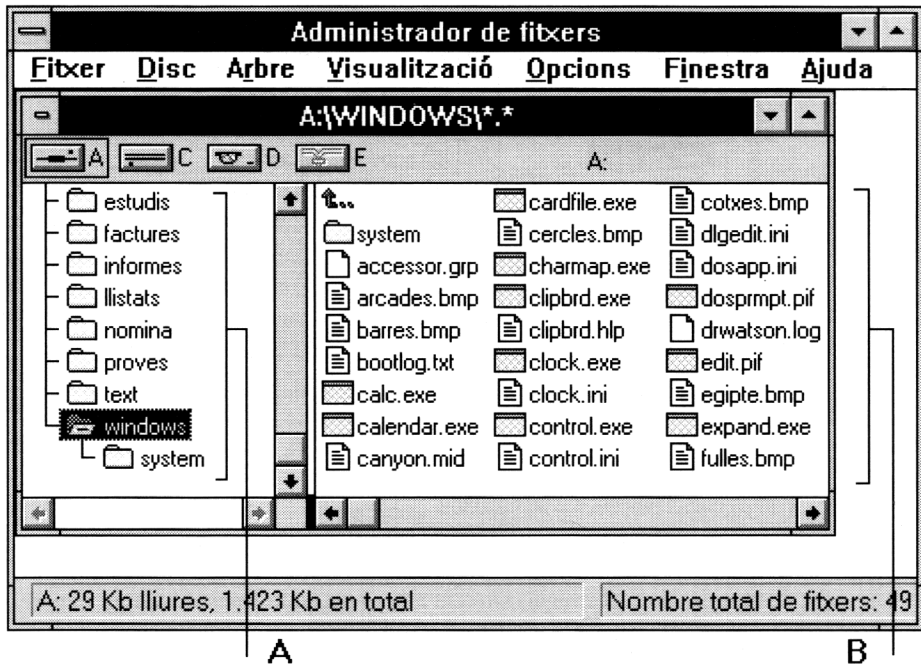 Administrador de fitxers
Fitxer Disc Arbre Visualització Opcions Finestra Ajuda
A:\WINDOWS\*.*
A C D E A:
estudis
factures
informes
llistats
nomina
proves
text
windows
system
..
system
accessor.grp
arcades.bmp
barres.bmp
bootlog.txt
calc.exe
calendar.exe
canyon.mid
cardfile.exe
cercles.bmp
charmap.exe
clipbrd.exe
clipbrd.hlp
clock.exe
clock.ini
control.exe
control.ini
cotxes.bmp
dlgedit.ini
dosapp.ini
dosprmpt.pif
drwatson.log
edit.pif
egipte.bmp
expand.exe
fulles.bmp
A: 29 Kb lliures, 1.423 Kb en total
Nombre total de fitxers: 49
A B